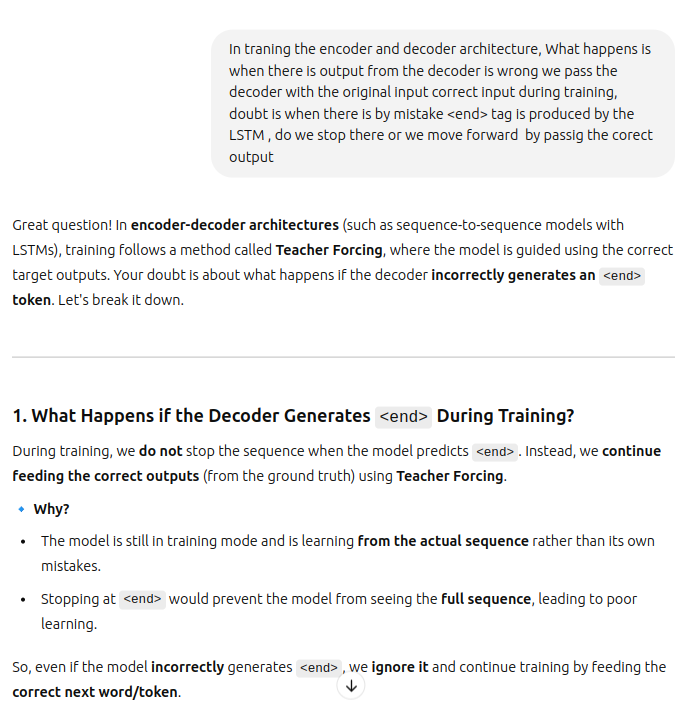 In traning the encoder and decoder architecture, What happens is
when there is output from the decoder is wrong we pass the
decoder with the original input correct input during training,
doubt is when there is by mistake <end> tag is produced by the
LSTM , do we stop there or we move forward  by passig the corect
output
Great question! In encoder-decoder architectures (such as sequence-to-sequence models with
LSTMs), training follows a method called Teacher Forcing, where the model is guided using the correct
target outputs. Your doubt is about what happens if the decoder incorrectly generates an <end>
token. Let's break it down.
1. What Happens if the Decoder Generates <end> During Training?
During training, we do not stop the sequence when the model predicts <end>. Instead, we continue
feeding the correct outputs (from the ground truth) using Teacher Forcing.
🔹 Why?
• The model is still in training mode and is learning from the actual sequence rather than its own
mistakes.
• Stopping at <end> would prevent the model from seeing the full sequence, leading to poor
learning.
So, even if the model incorrectly generates <end>, we ignore it and continue training by feeding the
correct next word/token.